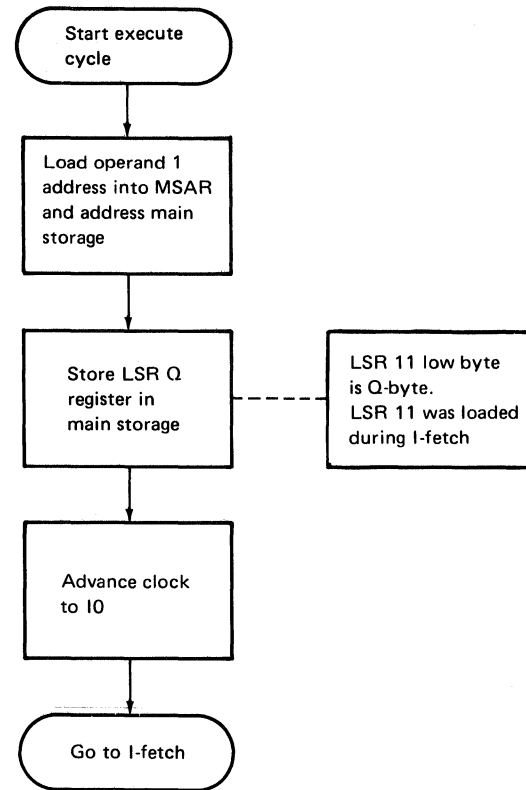 Start execute
cycle
Load operand 1
address into MSAR
and address main
storage
Store LSR Q
register in
main storage
LSR 11 low byte
is Q-byte.
LSR 11 was loaded
during I-fetch
Advance clock
to I0
Go to I-fetch